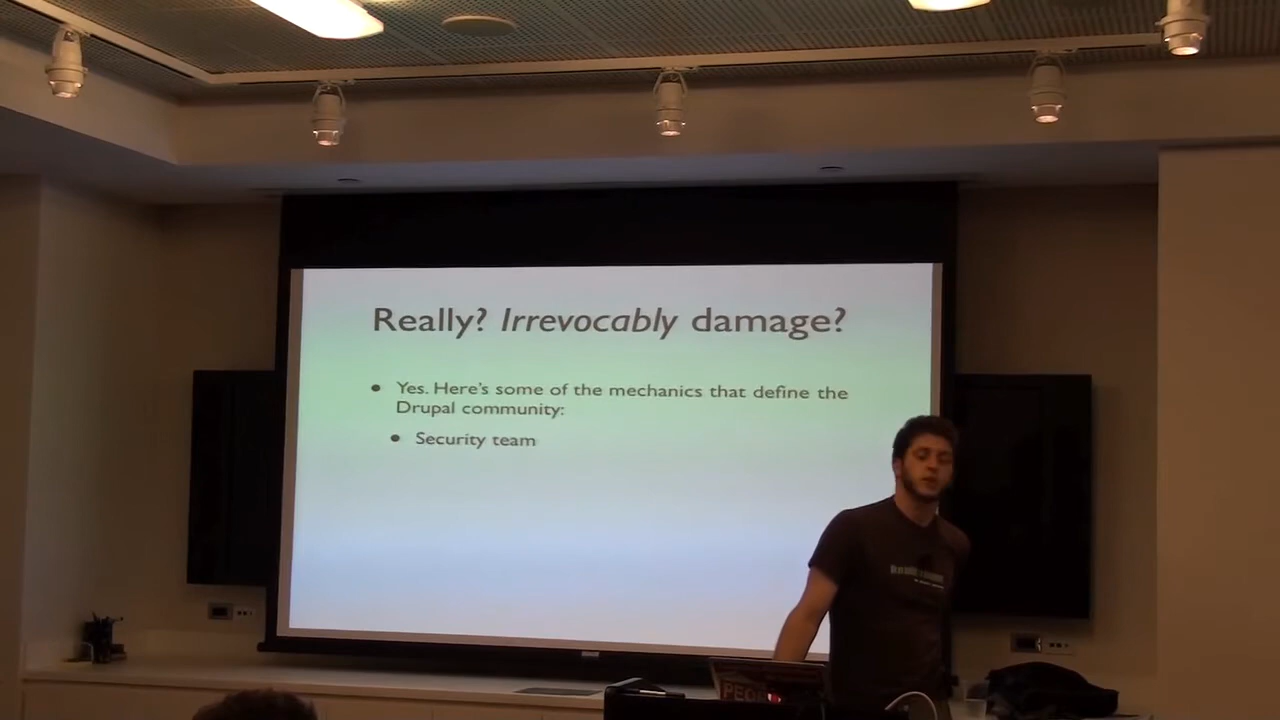 Really? Irrevocably damage?
• Yes. Here's some of the mechanics that define the
Drupal community:
• Security team